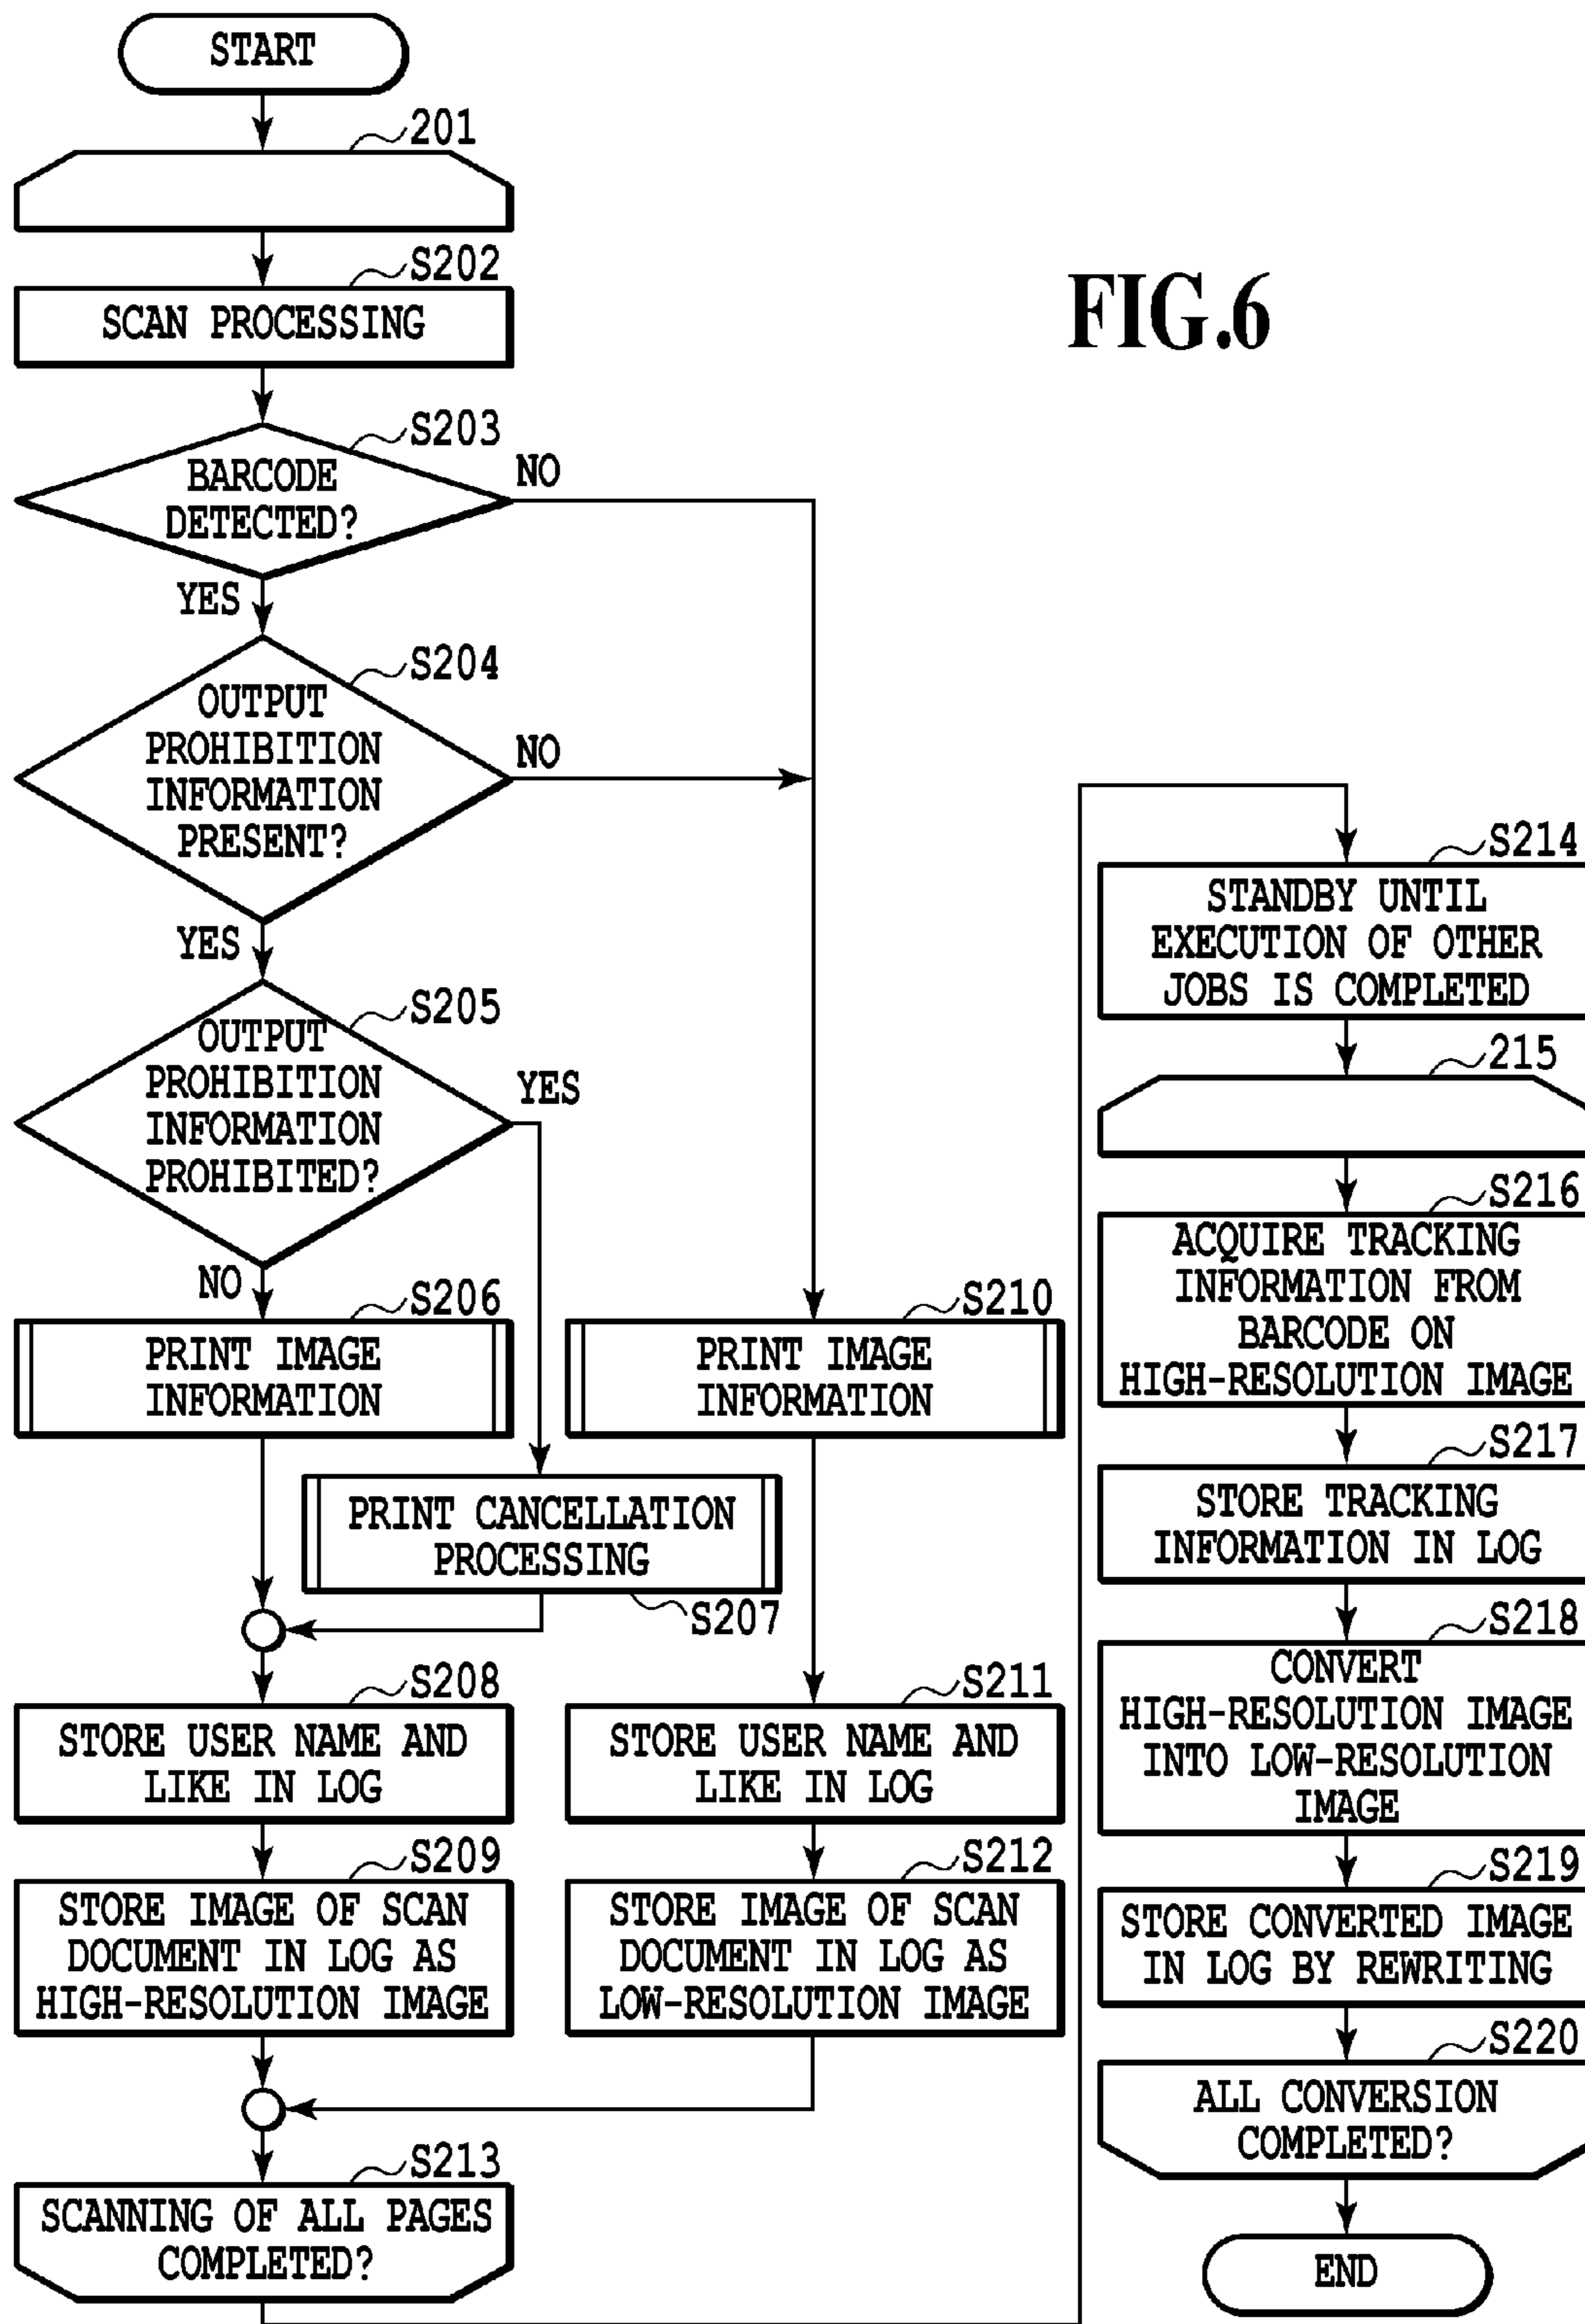 START
201
S202
SCAN PROCESSING
FIG.6
S203
BARCODE
DETECTED?
NO
YES
S204
OUTPUT
PROHIBITION
INFORMATION
PRESENT?
NO
YES
S205
OUTPUT
PROHIBITION
INFORMATION
PROHIBITED?
YES
NO
S206
PRINT IMAGE
INFORMATION
S210
PRINT IMAGE
INFORMATION
PRINT CANCELLATION
PROCESSING
S207
S208
STORE USER NAME AND
LIKE IN LOG
S211
STORE USER NAME AND
LIKE IN LOG
S209
STORE IMAGE OF SCAN
DOCUMENT IN LOG AS
HIGH-RESOLUTION IMAGE
S212
STORE IMAGE OF SCAN
DOCUMENT IN LOG AS
LOW-RESOLUTION IMAGE
S213
SCANNING OF ALL PAGES
COMPLETED?
S214
STANDBY UNTIL
EXECUTION OF OTHER
JOBS IS COMPLETED
215
S216
ACQUIRE TRACKING
INFORMATION FROM
BARCODE ON
HIGH-RESOLUTION IMAGE
S217
STORE TRACKING
INFORMATION IN LOG
S218
CONVERT
HIGH-RESOLUTION IMAGE
INTO LOW-RESOLUTION
IMAGE
S219
STORE CONVERTED IMAGE
IN LOG BY REWRITING
S220
ALL CONVERSION
COMPLETED?
END